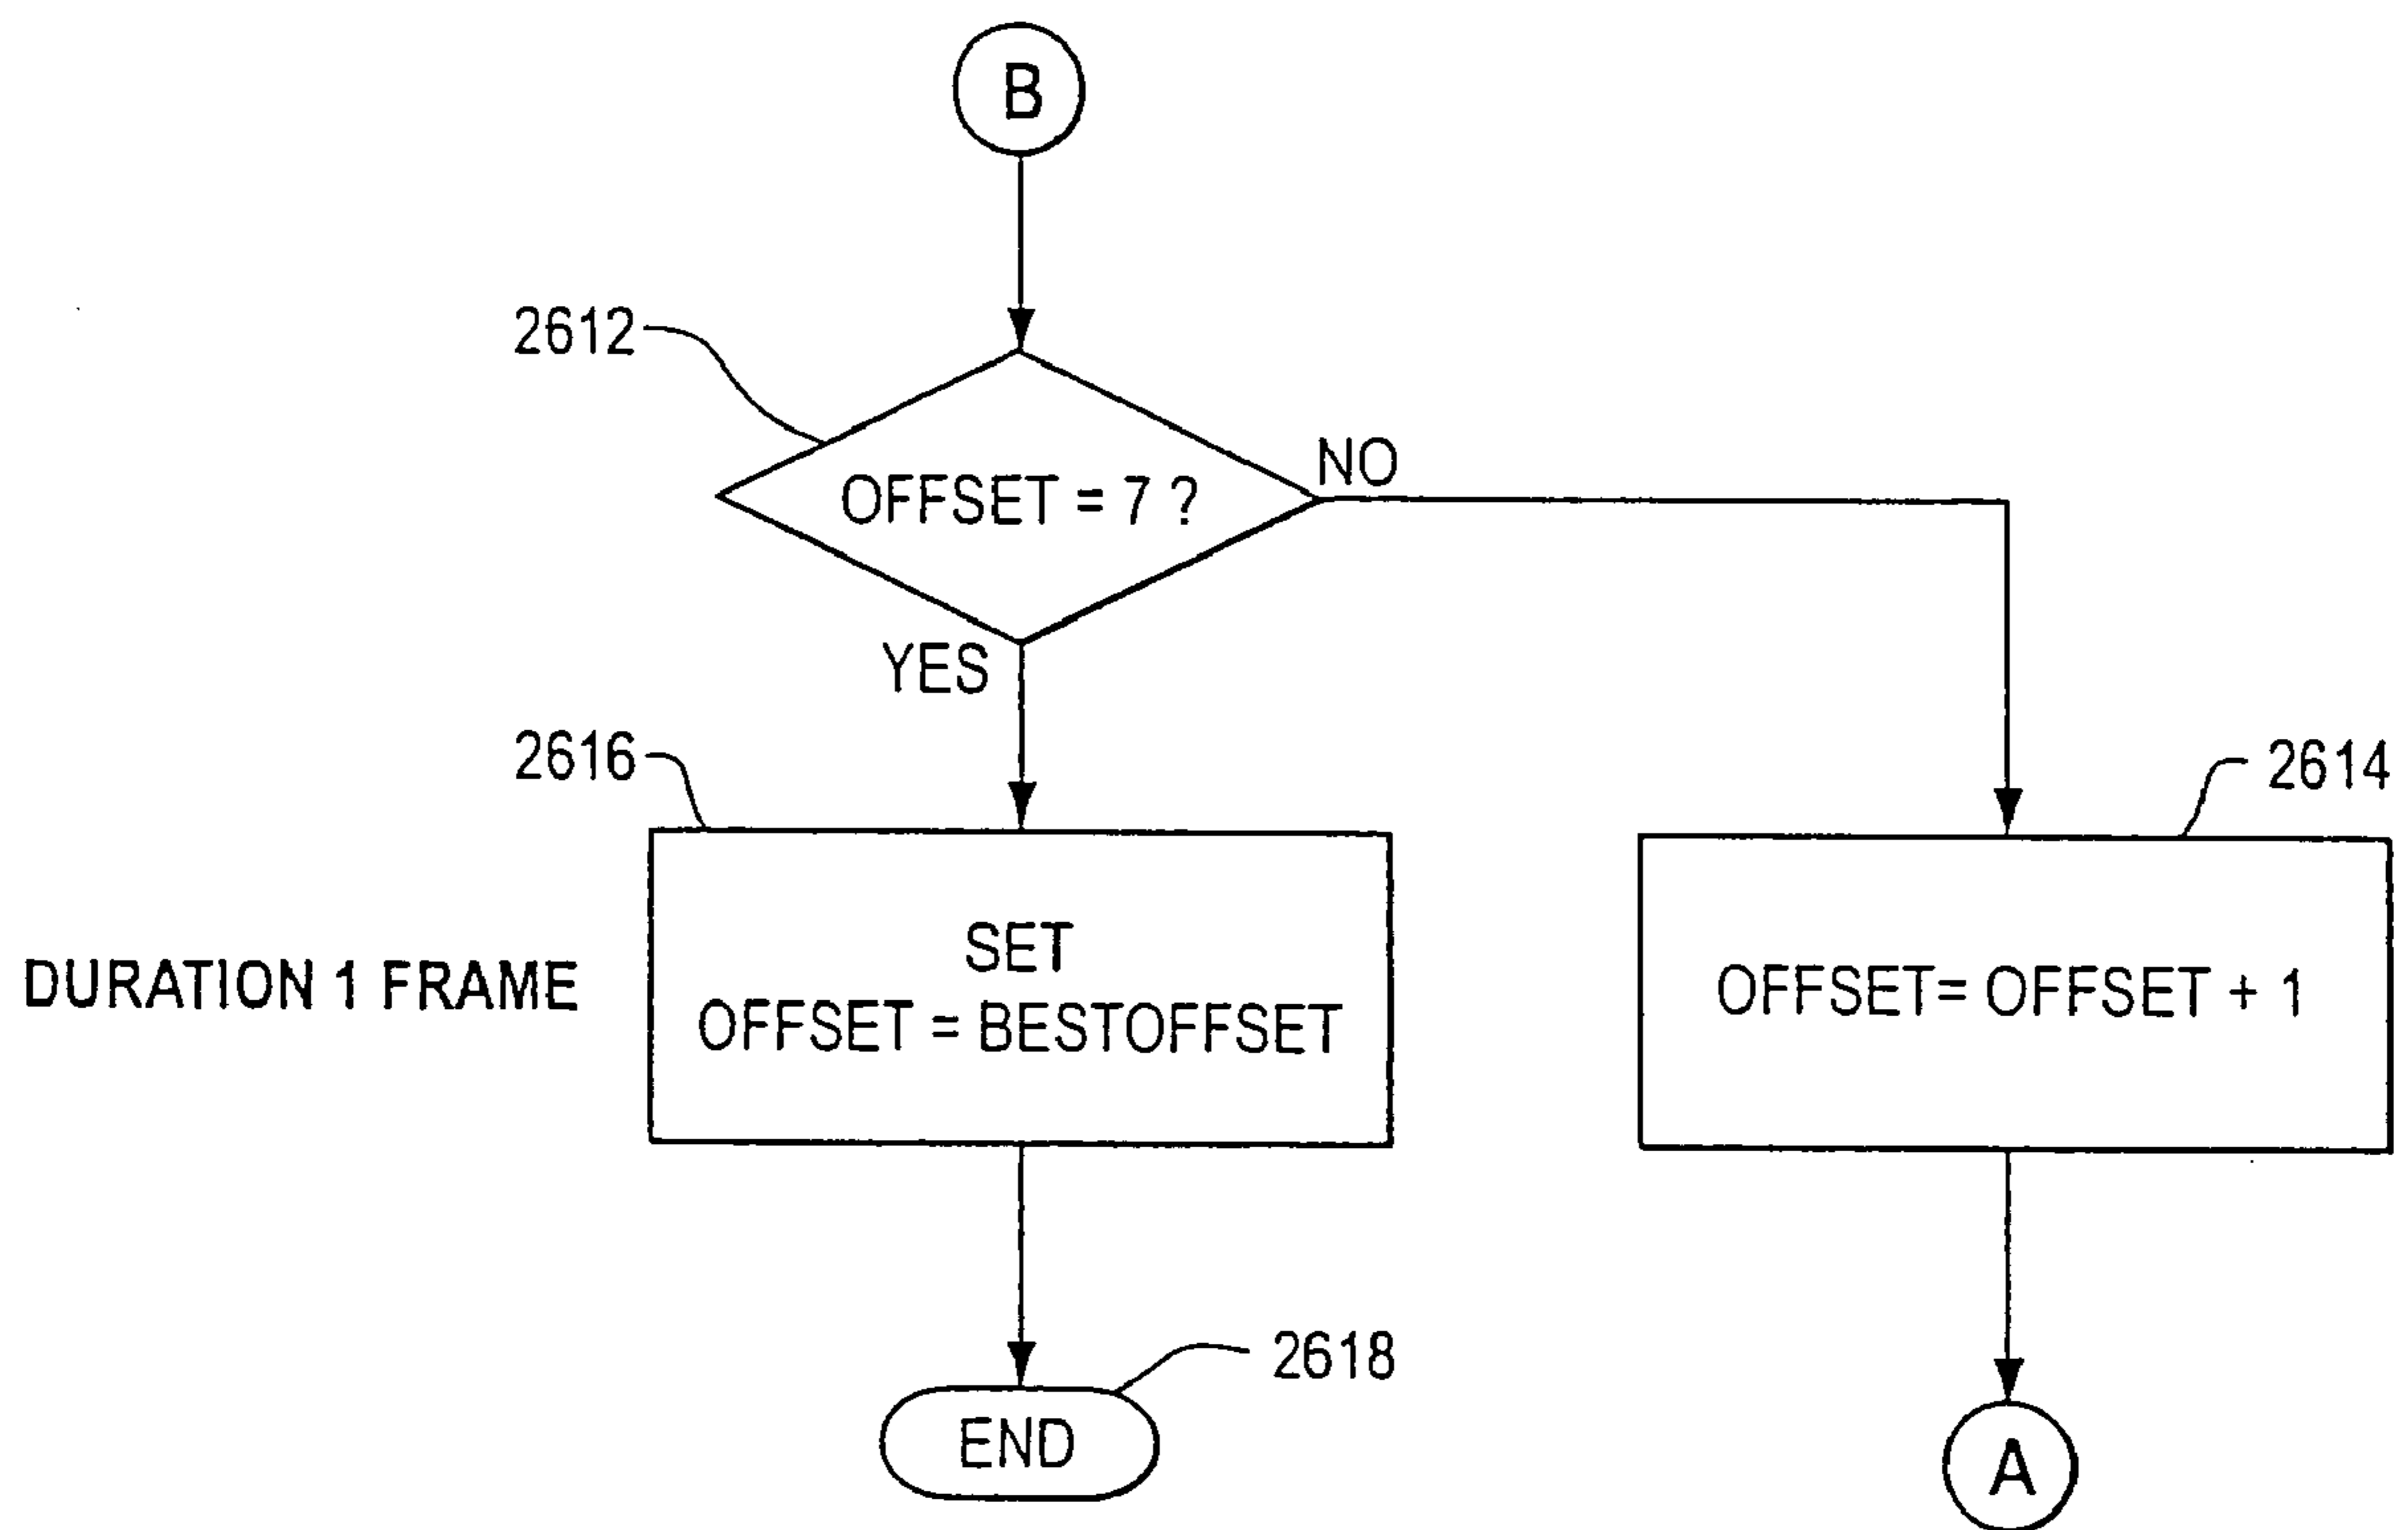 B
2612
OFFSET = 7 ?
NO
YES
2616
2614
SET
OFFSET = BESTOFFSET
DURATION 1 FRAME
OFFSET= OFFSET + 1
2618
END
A